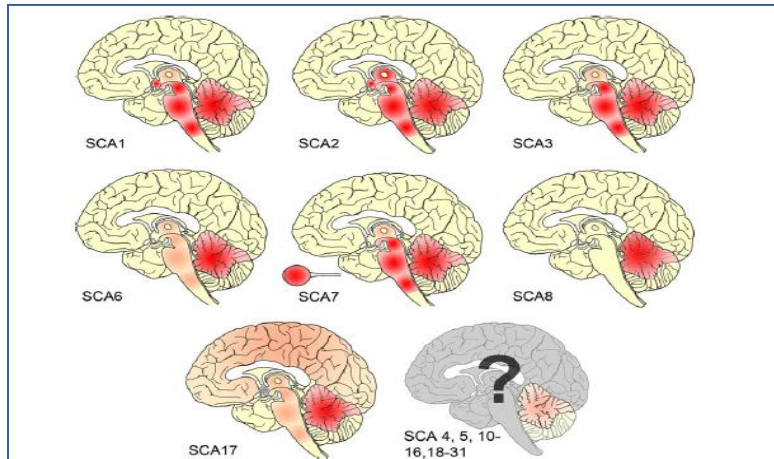 SCA1
SCA2
SCA3
SCA6
SCA7
SCA8
SCA17
?
SCA 4, 5, 10-
16,18-31